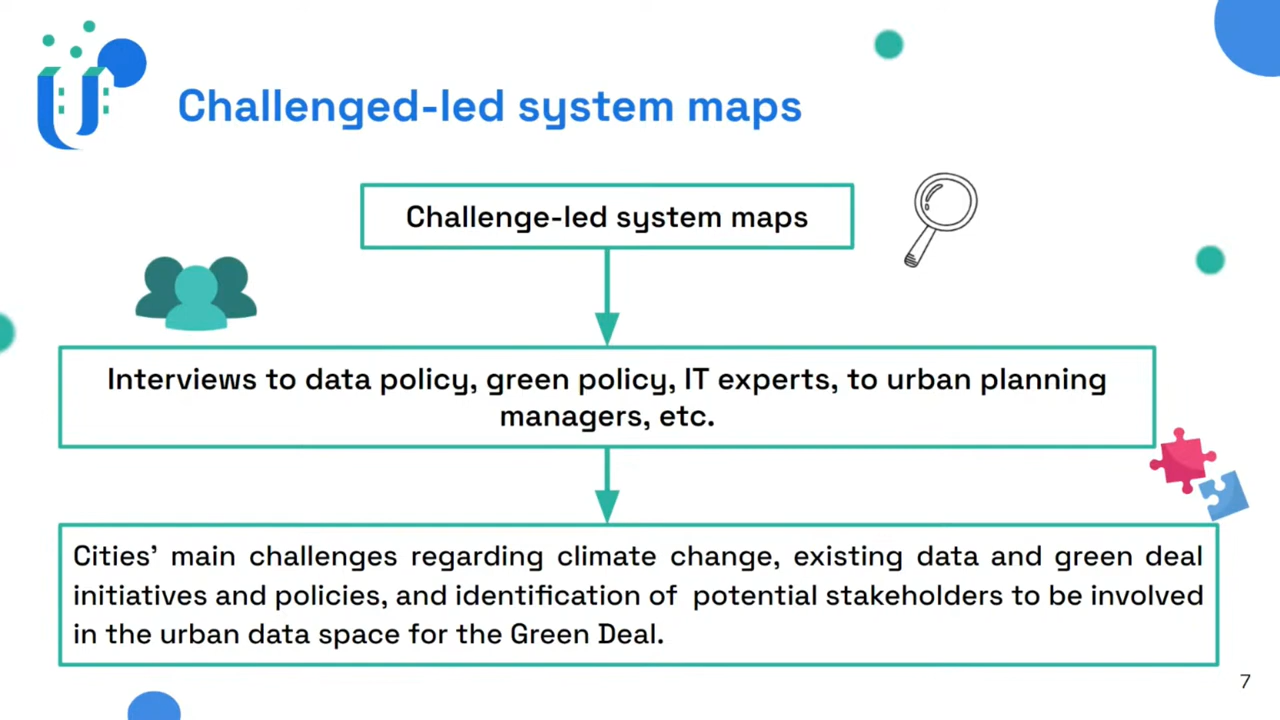 Challenged-led system maps
Challenge-led system maps
Interviews to data policy, green policy, IT experts, to urban planning
managers, etc.
Cities’ main challenges regarding climate change, existing data and green deal
initiatives and policies, and identification of potential stakeholders to be involved
in the urban data space for the Green Deal.
7